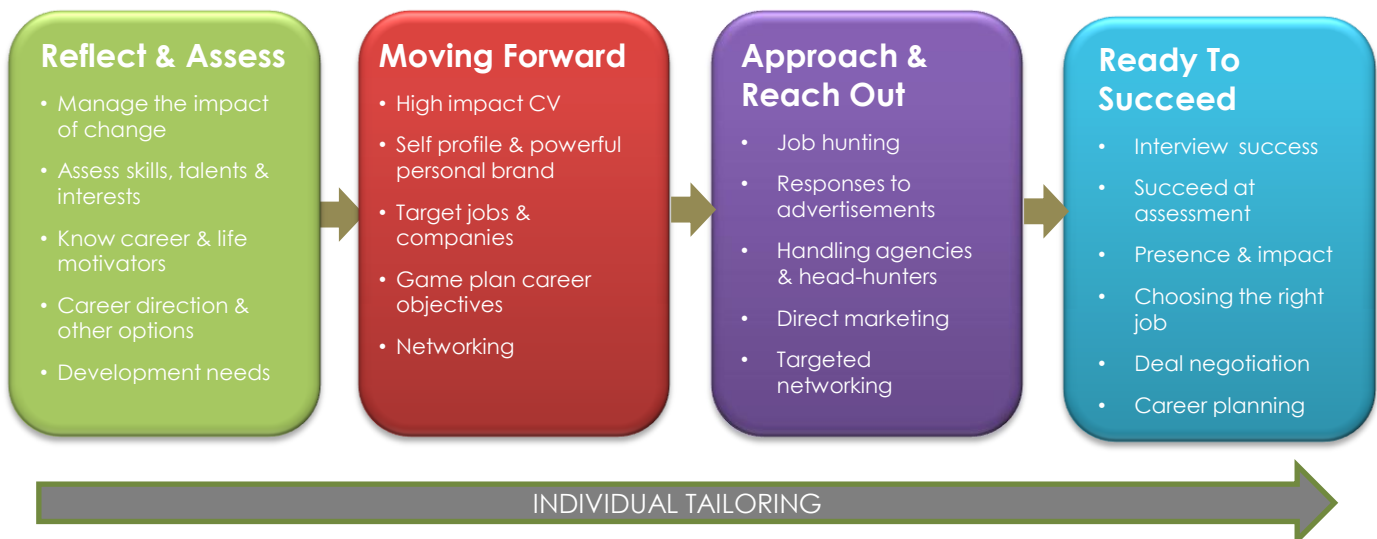 Reflect & Assess
• Manage the impact
of change
• Assess skills, talents &
interests
• Know career & life
motivators
• Career direction &
other options
• Development needs
Moving Forward
• High impact CV
• Self profile & powerful
personal brand
• Target jobs &
companies
• Game plan career
objectives
• Networking
Approach &
Reach Out
• Job hunting
• Responses to
advertisements
• Handling agencies
& head-hunters
• Direct marketing
• Targeted
networking
Ready To
Succeed
• Interview success
• Succeed at
assessment
• Presence & impact
• Choosing the right
job
• Deal negotiation
• Career planning
INDIVIDUAL TAILORING